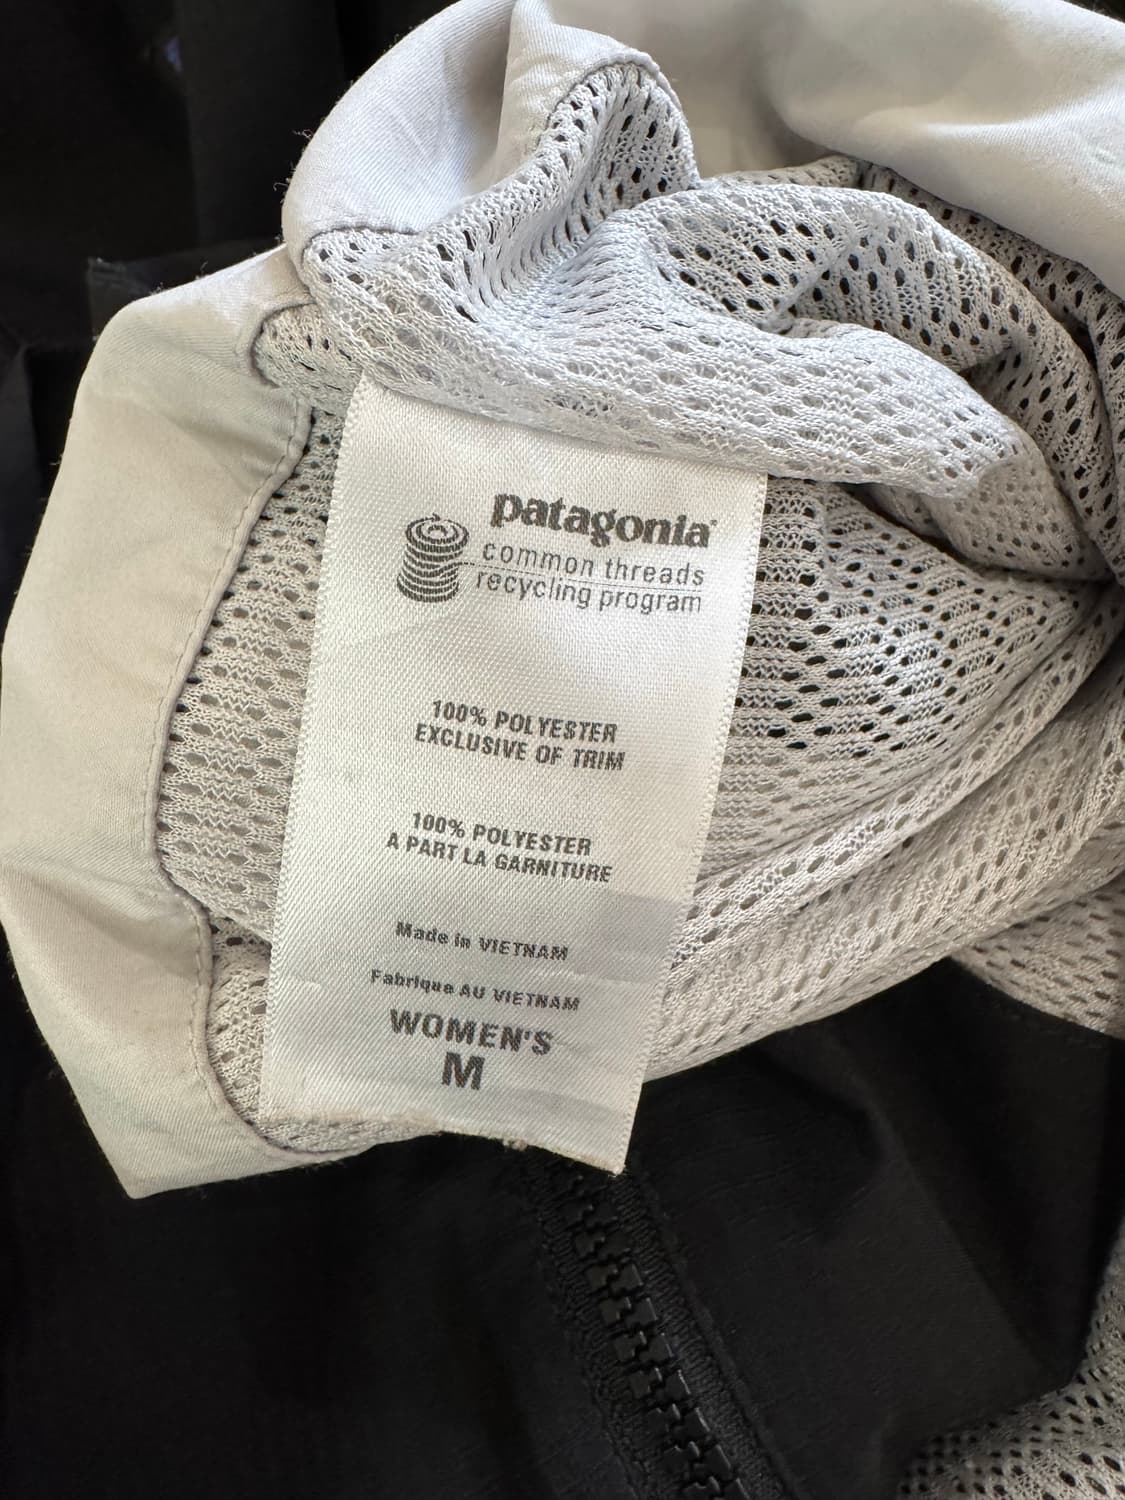 patagonia®
common threads
recycling program
100% POLYESTER
EXCLUSIVE OF TRIM
100% POLYESTER
A PART LA GARNITURE
Made in VIETNAM
Fabrique AU VIETNAM
WOMEN'S
M